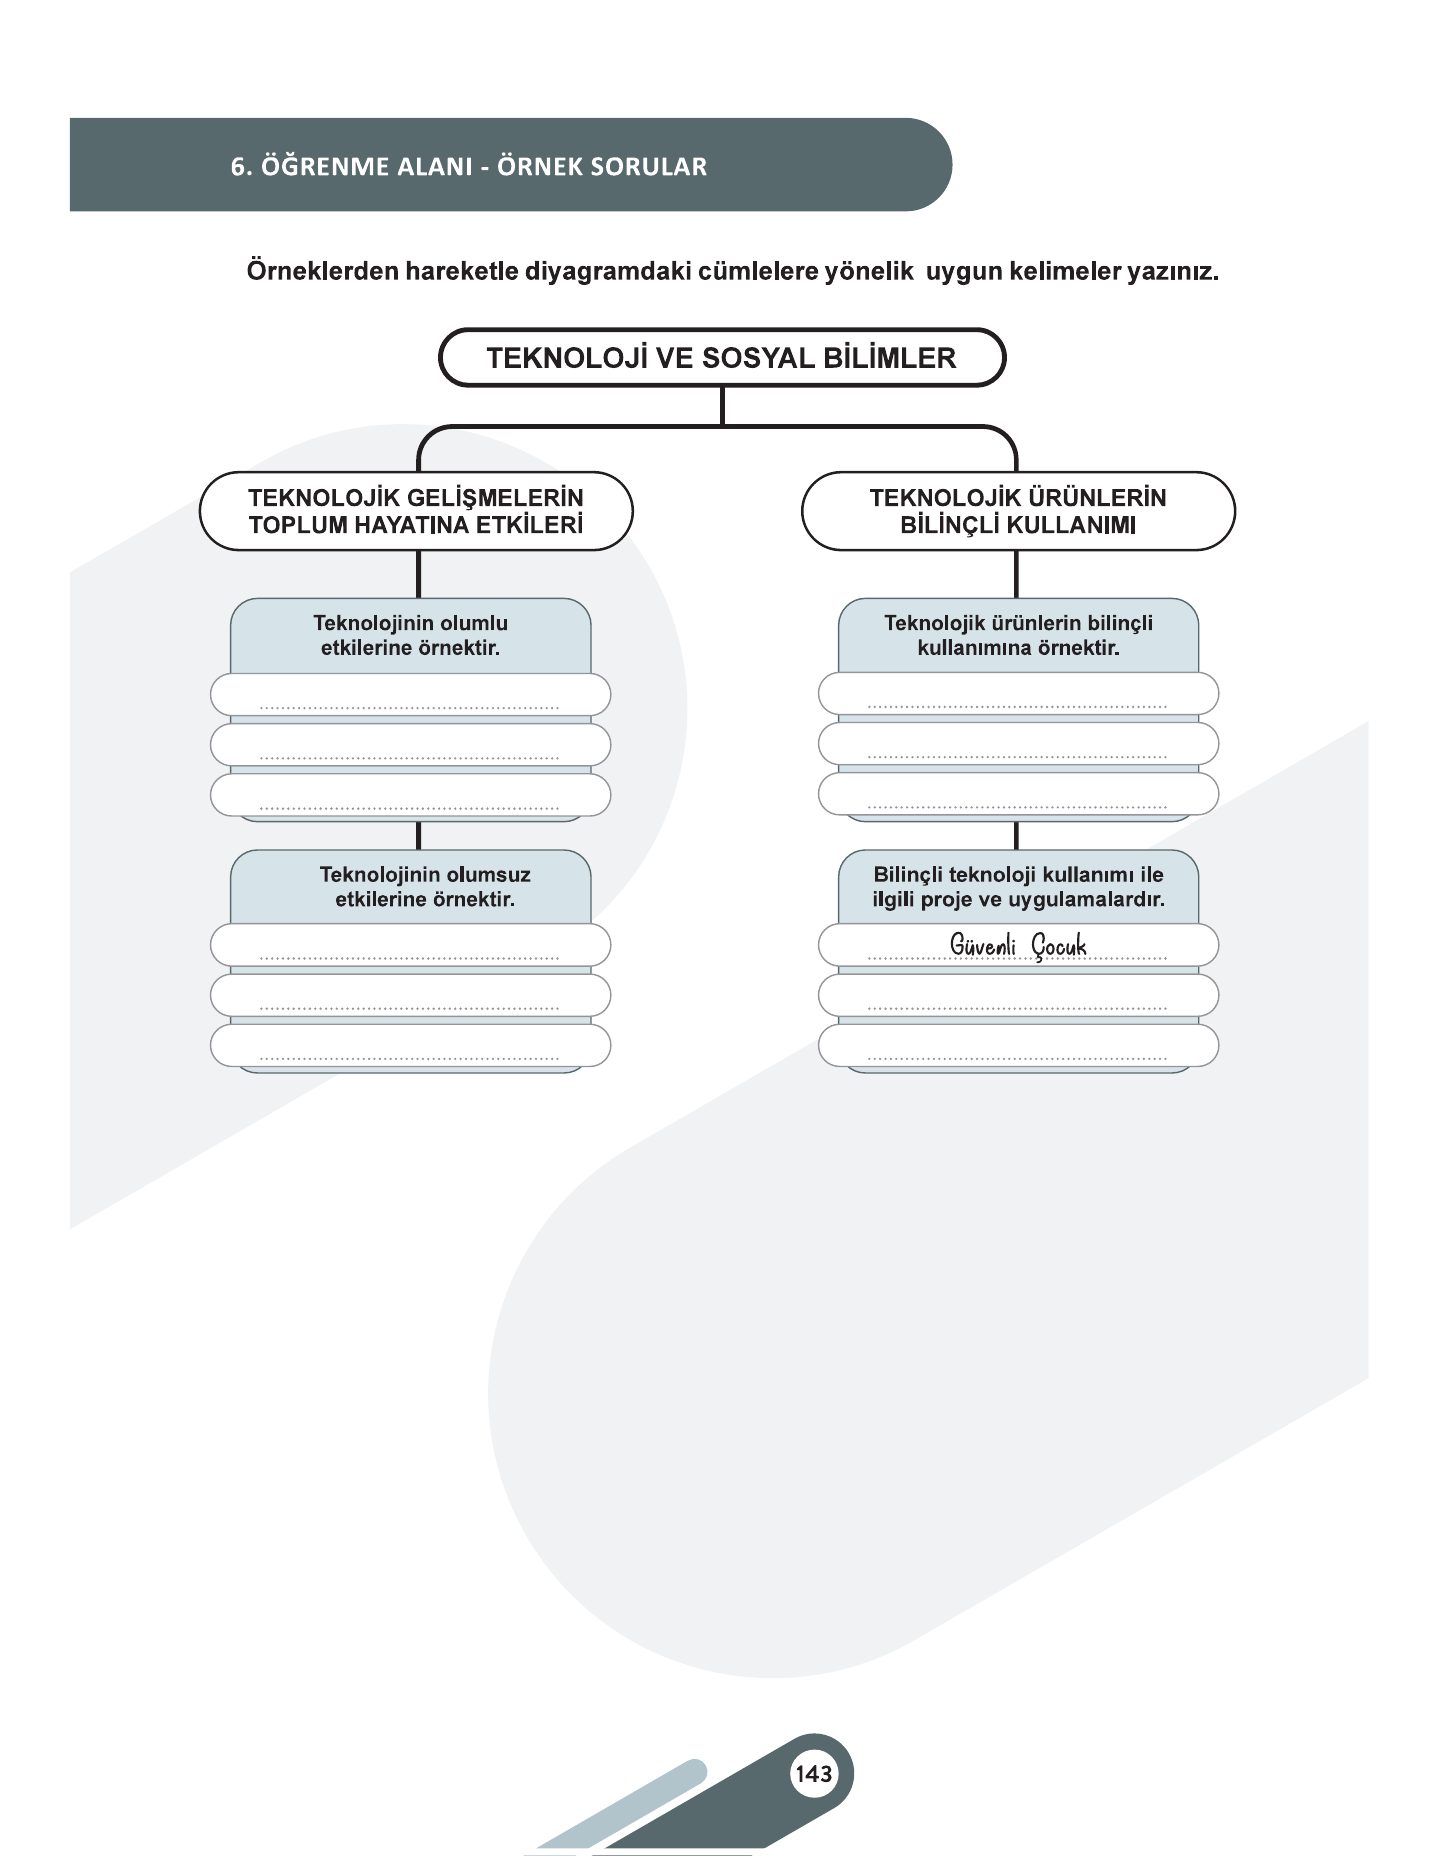 6. ÖĞRENME ALANI - ÖRNEK SORULAR
Örneklerden hareketle diyagramdaki cümlelere yönelik uygun kelimeler yazınız.
TEKNOLOJİ VE SOSYAL BİLİMLER
TEKNOLOJİK GELİŞMELERİN
TOPLUM HAYATINA ETKİLERİ
Teknolojinin olumlu
etkilerine örnektir.
Teknolojinin olumsuz
etkilerine örnektir.
TEKNOLOJİK ÜRÜNLERİN
BİLİNÇLİ KULLANIMI
Teknolojik ürünlerin bilinçli
kullanımına örnektir.
Bilinçli teknoloji kullanımı ile
ilgili proje ve uygulamalardır.
Güvenli Çocuk
143